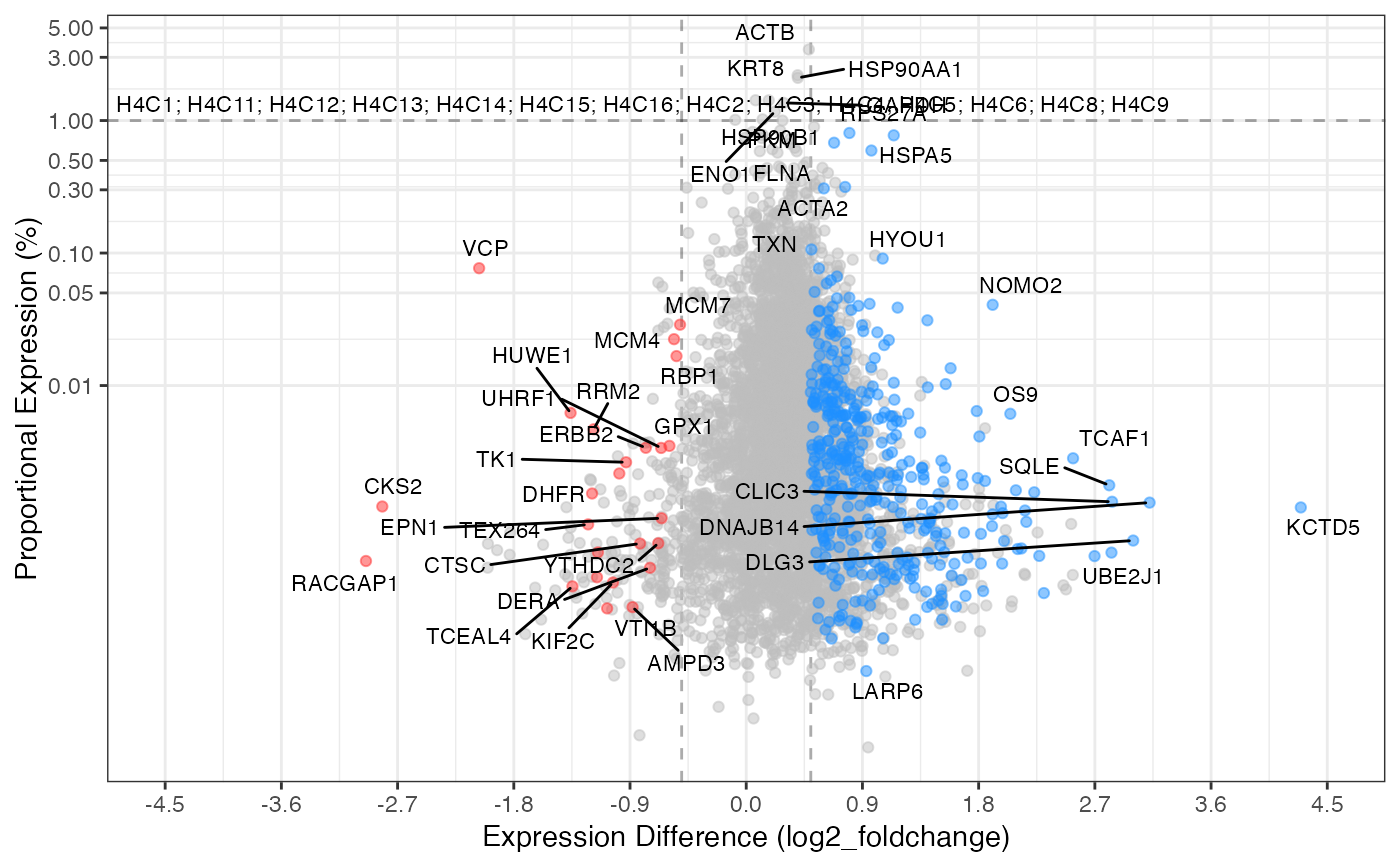 5.00
ACTB
3.00
KRT8
HSP90AA1
H4C1; H4C11; H4C12; H4C13; H4C14; H4C15; H4C16; H4C2; H4C3; H4C4; H4C5; H4C6; H4C8; H4C9
GAPDH
RPS27A
1.00
HSP90B1
PKM
0.50
HSPA5
ENO1
FLNA
0.30
ACTA2
HYOU1
TXN
VCP
0.10
0.05
NOMO2
MCM7
MCM4
HUWE1
RBP1
0.01
RRM2
UHRF1
OS9
GPX1
ERBB2
TCAF1
TK1
SQLE
CKS2
DHFR
CLIC3
EPN1
TEX264
DNAJB14
KCTD5
CTSC
YTHDC2
DLG3
RACGAP1
UBE2J1
DERA
TCEAL4
KIF2C
VTI1B
AMPD3
LARP6
-4.5
-3.6
-2.7
-1.8
-0.9
0.0
0.9
1.8
2.7
3.6
4.5
Expression Difference (log2_foldchange)
Proportional Expression (%)